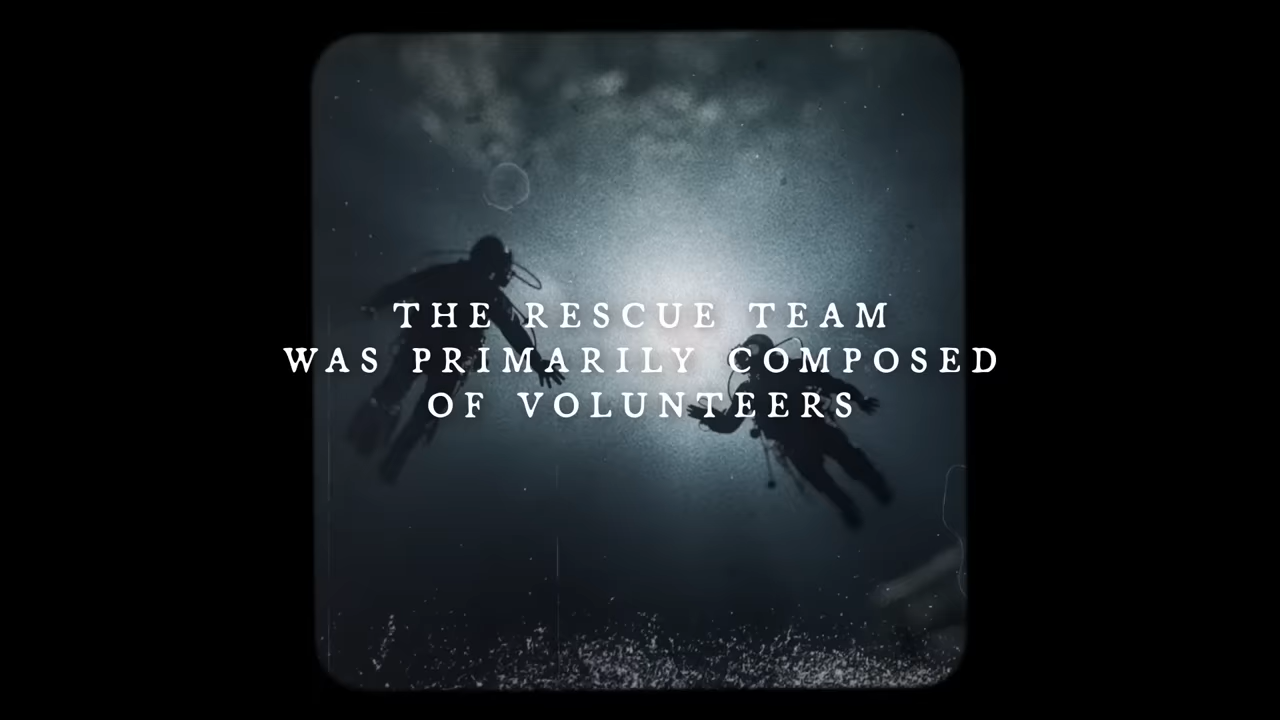 THE RESCUE TEAM
WAS PRIMARILY COMPOSED
OF VOLUNTEERS